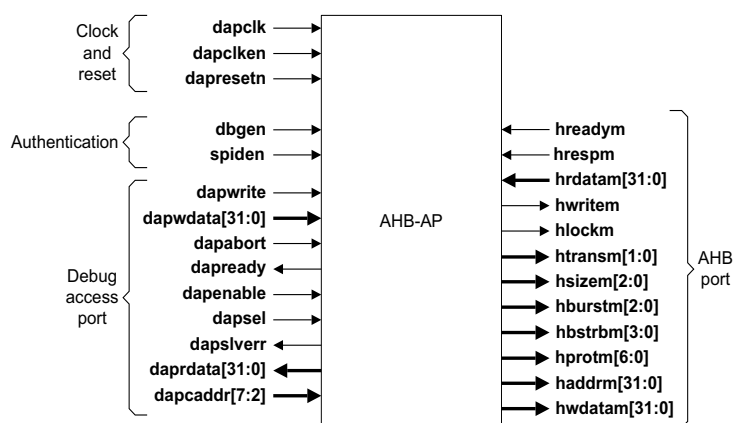 Clock
and
reset
dapclk
dapclken
dapresetn
Authentication
dbgen
spiden
Debug
access
port
dapwrite
dapwdata[31:0]
dapabort
dapready
dapenable
dapsel
dapslverr
daprdata[31:0]
dapcaddr[7:2]
AHB-AP
hreadym
hrespm
hrdatam[31:0]
hwritem
hlockm
htransm[1:0]
hsizem[2:0]
hburstm[2:0]
hbstrbm[3:0]
hprotm[6:0]
haddrm[31:0]
hwdatam[31:0]
AHB
port